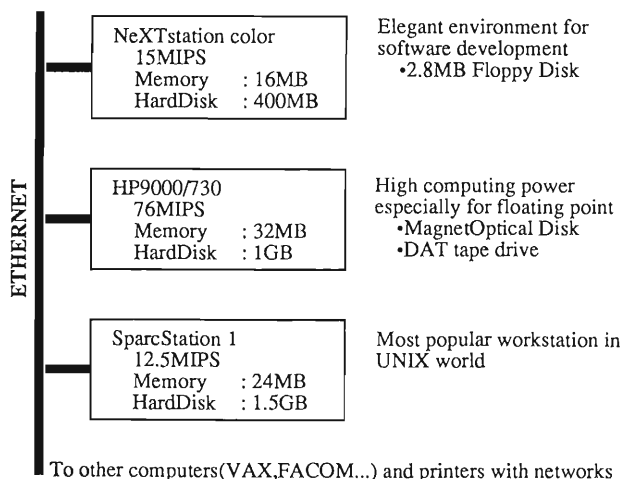 NeXTstation color
15MIPS
Memory : 16MB
HardDisk : 400MB
Elegant environment for
software development
•2.8MB Floppy Disk
ETHERNET
HP9000/730
76MIPS
Memory : 32MB
HardDisk : 1GB
High computing power
especially for floating point
•MagnetOptical Disk
•DAT tape drive
SparcStation 1
12.5MIPS
Memory : 24MB
HardDisk : 1.5GB
Most popular workstation in
UNIX world
To other computers(VAX,FACOM...) and printers with networks